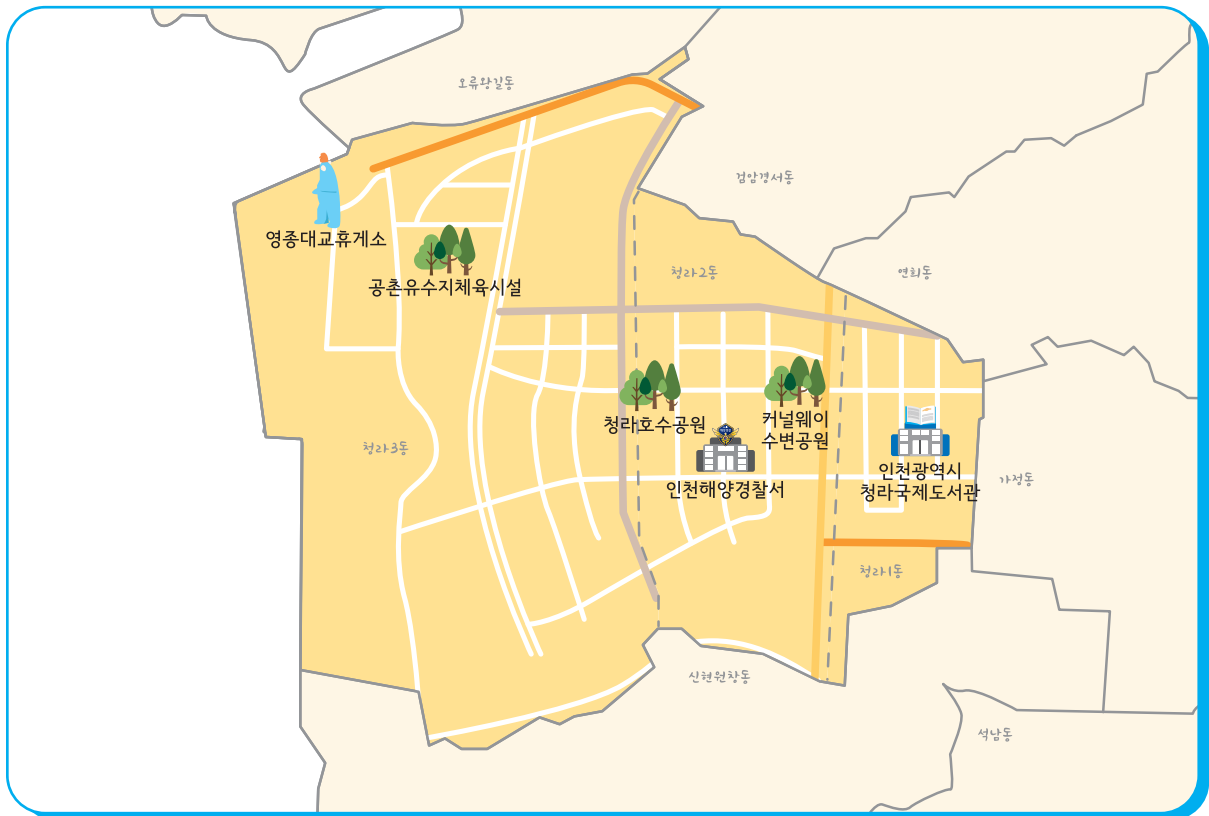 오류왕길동
검암경서동
영종대교휴게소
공촌유수지체육시설
청라2동
연희동
청라호수공원
커널웨이
수변공원
인천해양경찰서
인천광역시
청라국제도서관
청라3동
가정동
청라1동
신현원창동
석남동